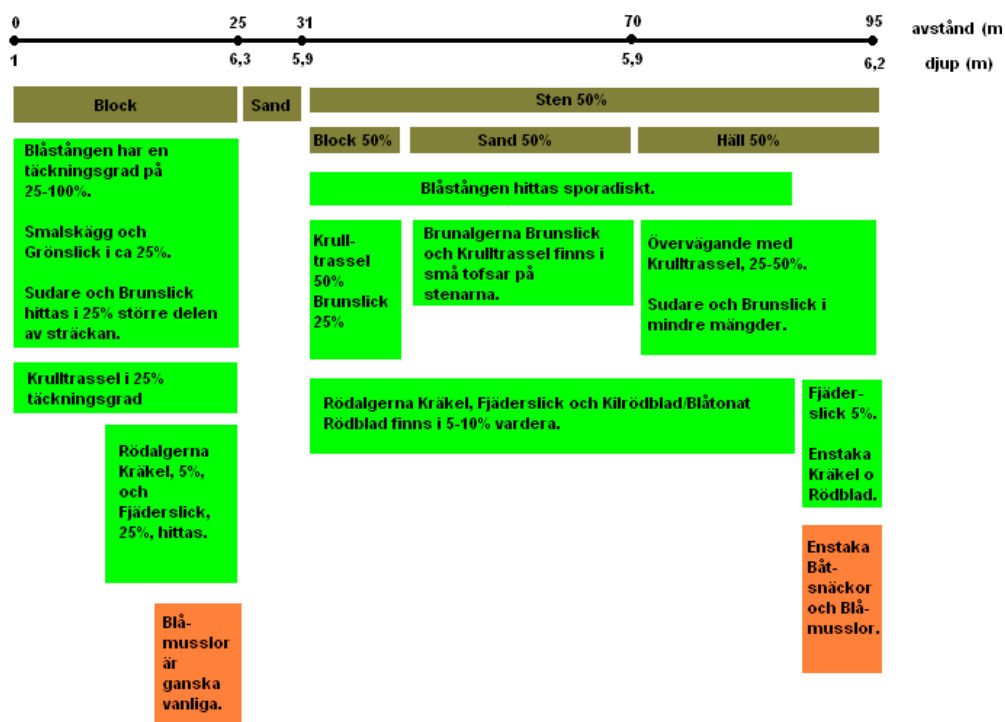 0 25 31 70 95 avstånd (m
1 6,3 5,9 5,9 6,2 djup (m)
Block
Sand
Sten 50%
Block 50%
Sand 50%
Häll 50%
Blåstången har en
täckningsgrad på
25-100%.
Smalskägg och
Grönslick i ca 25%.
Sudare och Brunslick
hittas i 25% större delen
av sträckan.
Blåstången hittas sporadiskt.
Krull-
trassel
50%
Brunslick
25%
Brunalgerna Brunslick
och Krulltrassel finns i
små tofsar på
stenarna.
Övervägande med
Krulltrassel, 25-50%.
Sudare och Brunslick i
mindre mängder.
Krulltrassel i 25%
täckningsgrad
Rödalgerna Kräkel, Fjäderslick och Kilrödblad/Blåtonat
Rödblad finns i 5-10% vardera.
Fjäder-
slick 5%.
Enstaka
Kräkel o
Rödblad.
Rödalgerna
Kräkel, 5%,
och
Fjäderslick,
25%, hittas.
Enstaka
Båt-
snäckor
och Blå-
musslor.
Blå-
musslor
är
ganska
vanliga.